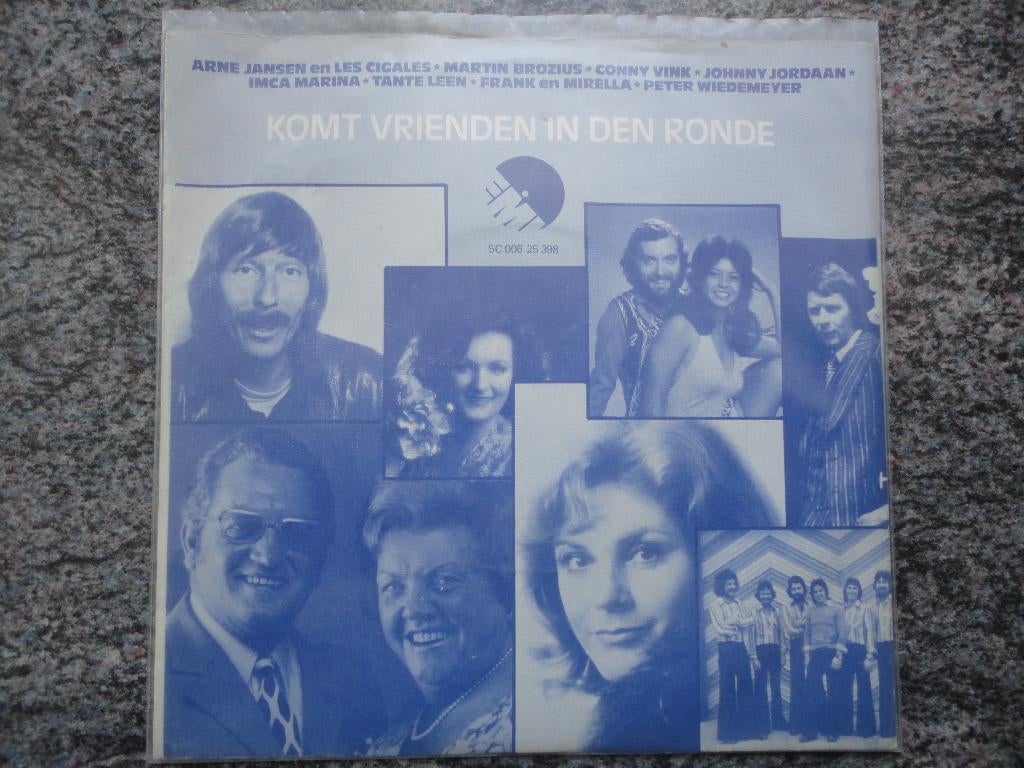 ARNE JANSEN en LES CIGALES * MARTIN BROZIUS * CONNY VINK * JOHNNY JORDAAN *
IMCA MARINA * TANTE LEEN * FRANK en MIRELLA * PETER WIEDEMEYER
KOMT VRIENDEN IN DEN RONDE
EMI
5C 006-25 398